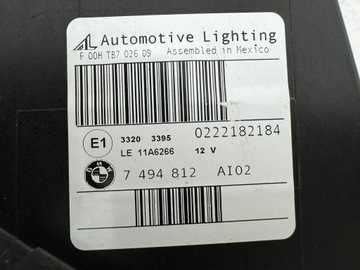 AL Automotive Lighting
F 00H TB7 026 09 Assembled in Mexico
E1 3320 3395 0222182184
LE 11A6266 12 V
BMW 7 494 812 AI02